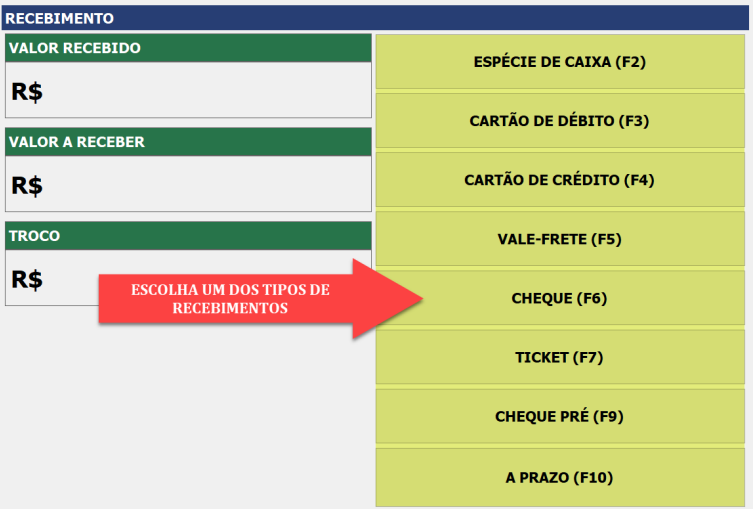 RECEBIMENTO
VALOR RECEBIDO
R$
VALOR A RECEBER
R$
TROCO
R$
ESCOLHA UM DOS TIPOS DE
RECEBIMENTOS
ESPÉCIE DE CAIXA (F2)
CARTÃO DE DÉBITO (F3)
CARTÃO DE CRÉDITO (F4)
VALE-FRETE (F5)
CHEQUE (F6)
TICKET (F7)
CHEQUE PRÉ (F9)
A PRAZO (F10)